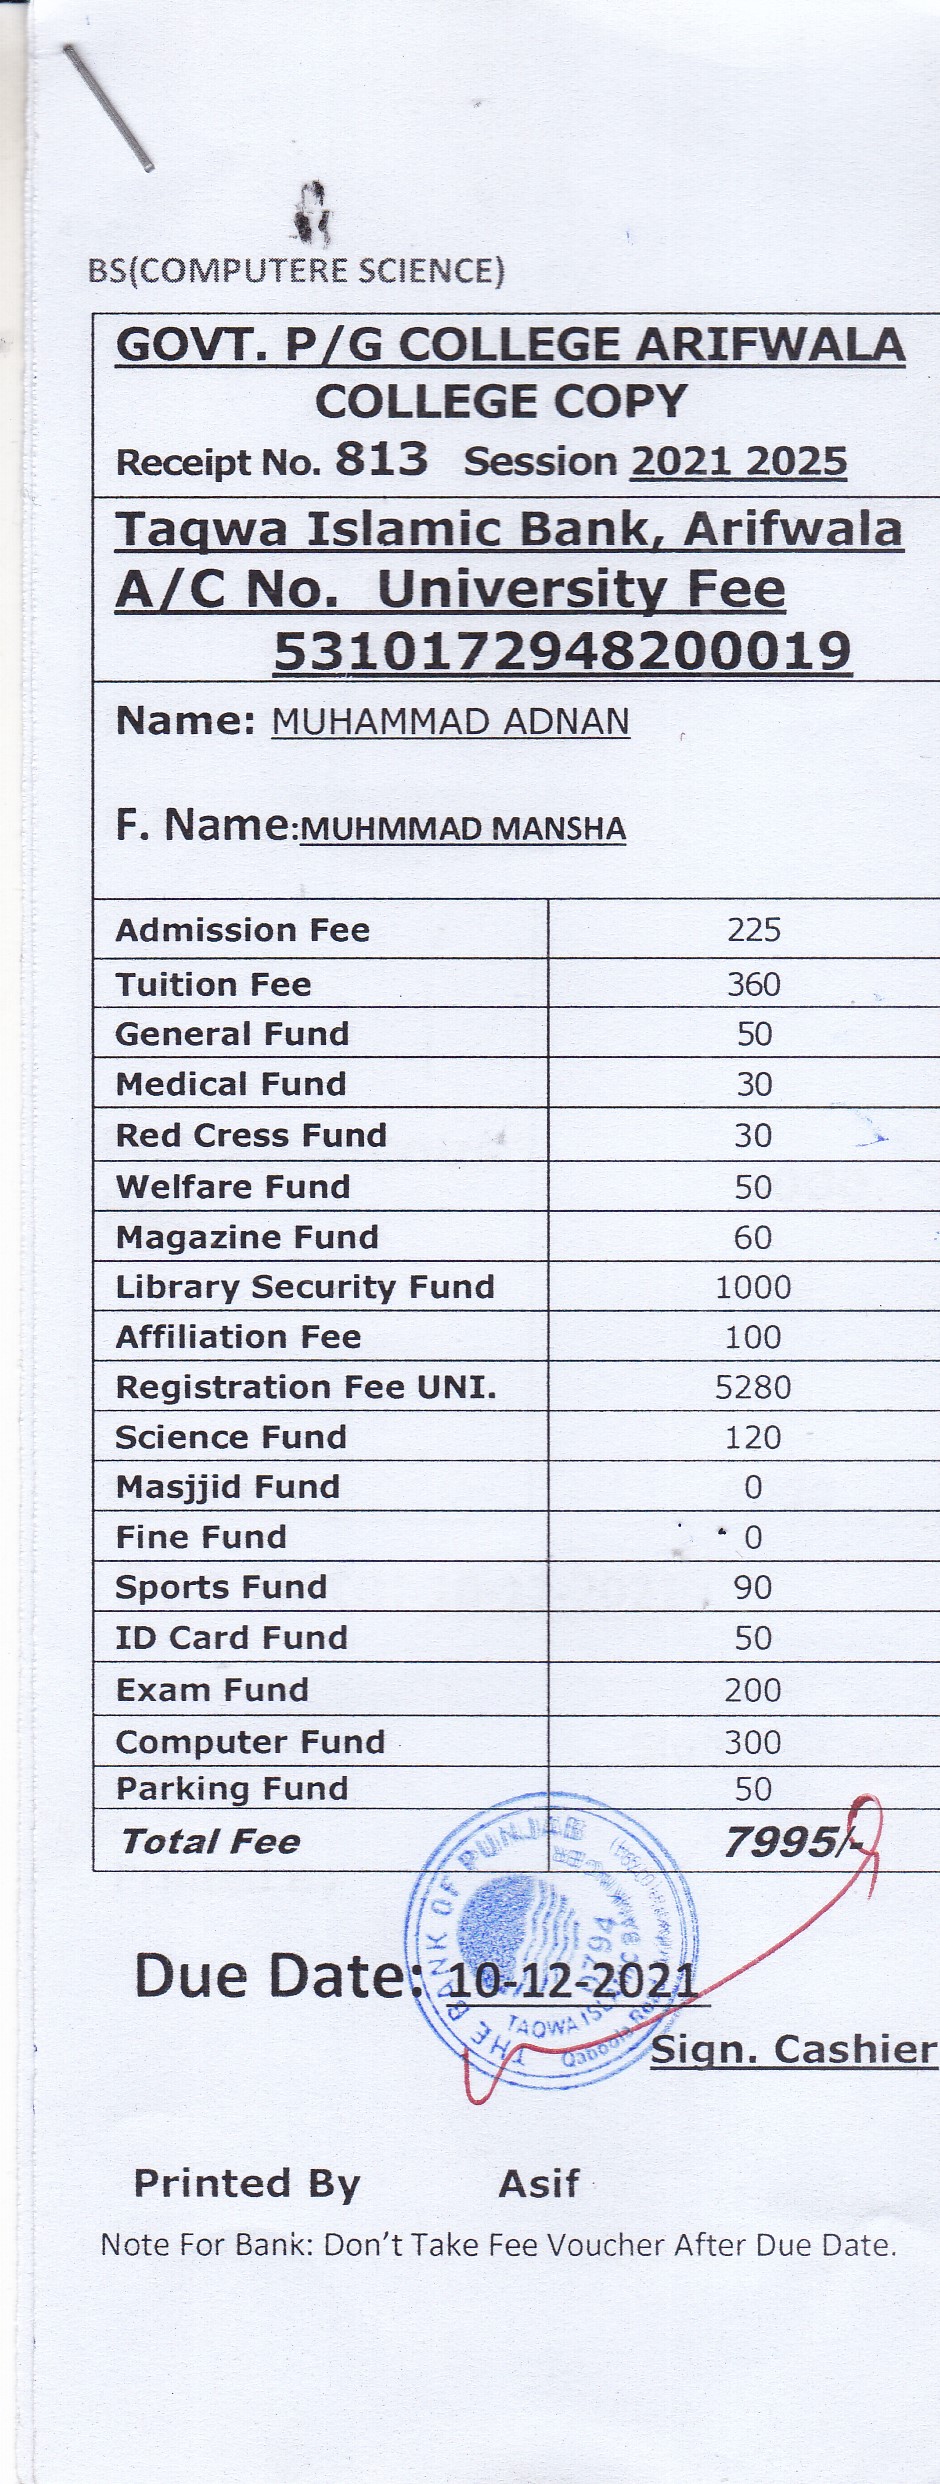 BS(COMPUTERE SCIENCE)
GOVT. P/G COLLEGE ARIFWALA
COLLEGE COPY
Receipt No. 813 Session 2021 2025
Taqwa Islamic Bank, Arifwala
A/C No. University Fee
5310172948200019
Name: MUHAMMAD ADNAN
F. Name:MUHMMAD MANSHA
Admission Fee 225
Tuition Fee 360
General Fund 50
Medical Fund 30
Red Cress Fund 30
Welfare Fund 50
Magazine Fund 60
Library Security Fund 1000
Affiliation Fee 100
Registration Fee UNI. 5280
Science Fund 120
Masjjid Fund 0
Fine Fund 0
Sports Fund 90
ID Card Fund 50
Exam Fund 200
Computer Fund 300
Parking Fund 50
Total Fee 7995/-
THE BANK OF PUNJAB
TAQWA ISLAMIC BANKING
Due Date: 10-12-2021
Sign. Cashier
Printed By Asif
Note For Bank: Don't Take Fee Voucher After Due Date.